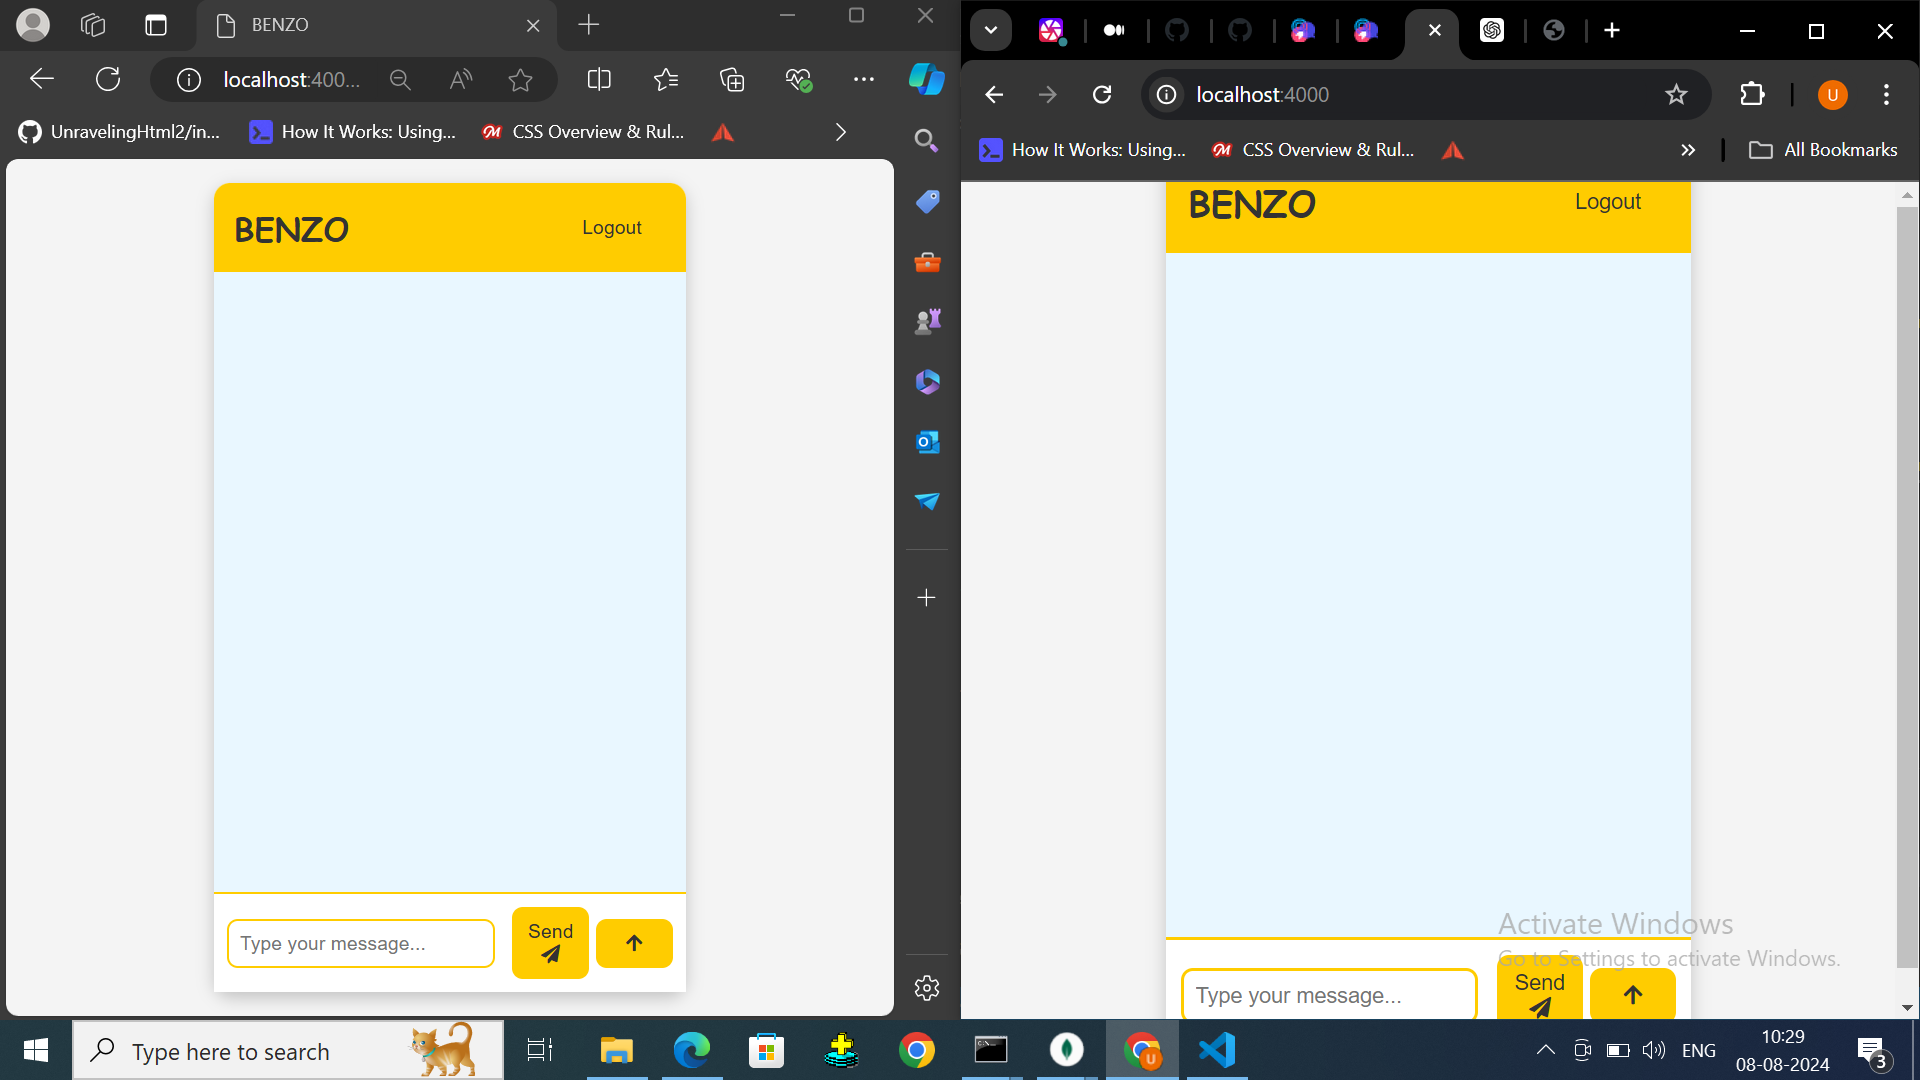 BENZO
localhost:400...
UnravelingHtml2/in...
How It Works: Using...
CSS Overview & Rul...
BENZO
Logout
Type your message...
Send
U
localhost:4000
How It Works: Using...
CSS Overview & Rul...
All Bookmarks
BENZO
Logout
Activate Windows
Go to Settings to activate Windows.
Type your message...
Send
Type here to search
ENG
10:29
08-08-2024
3